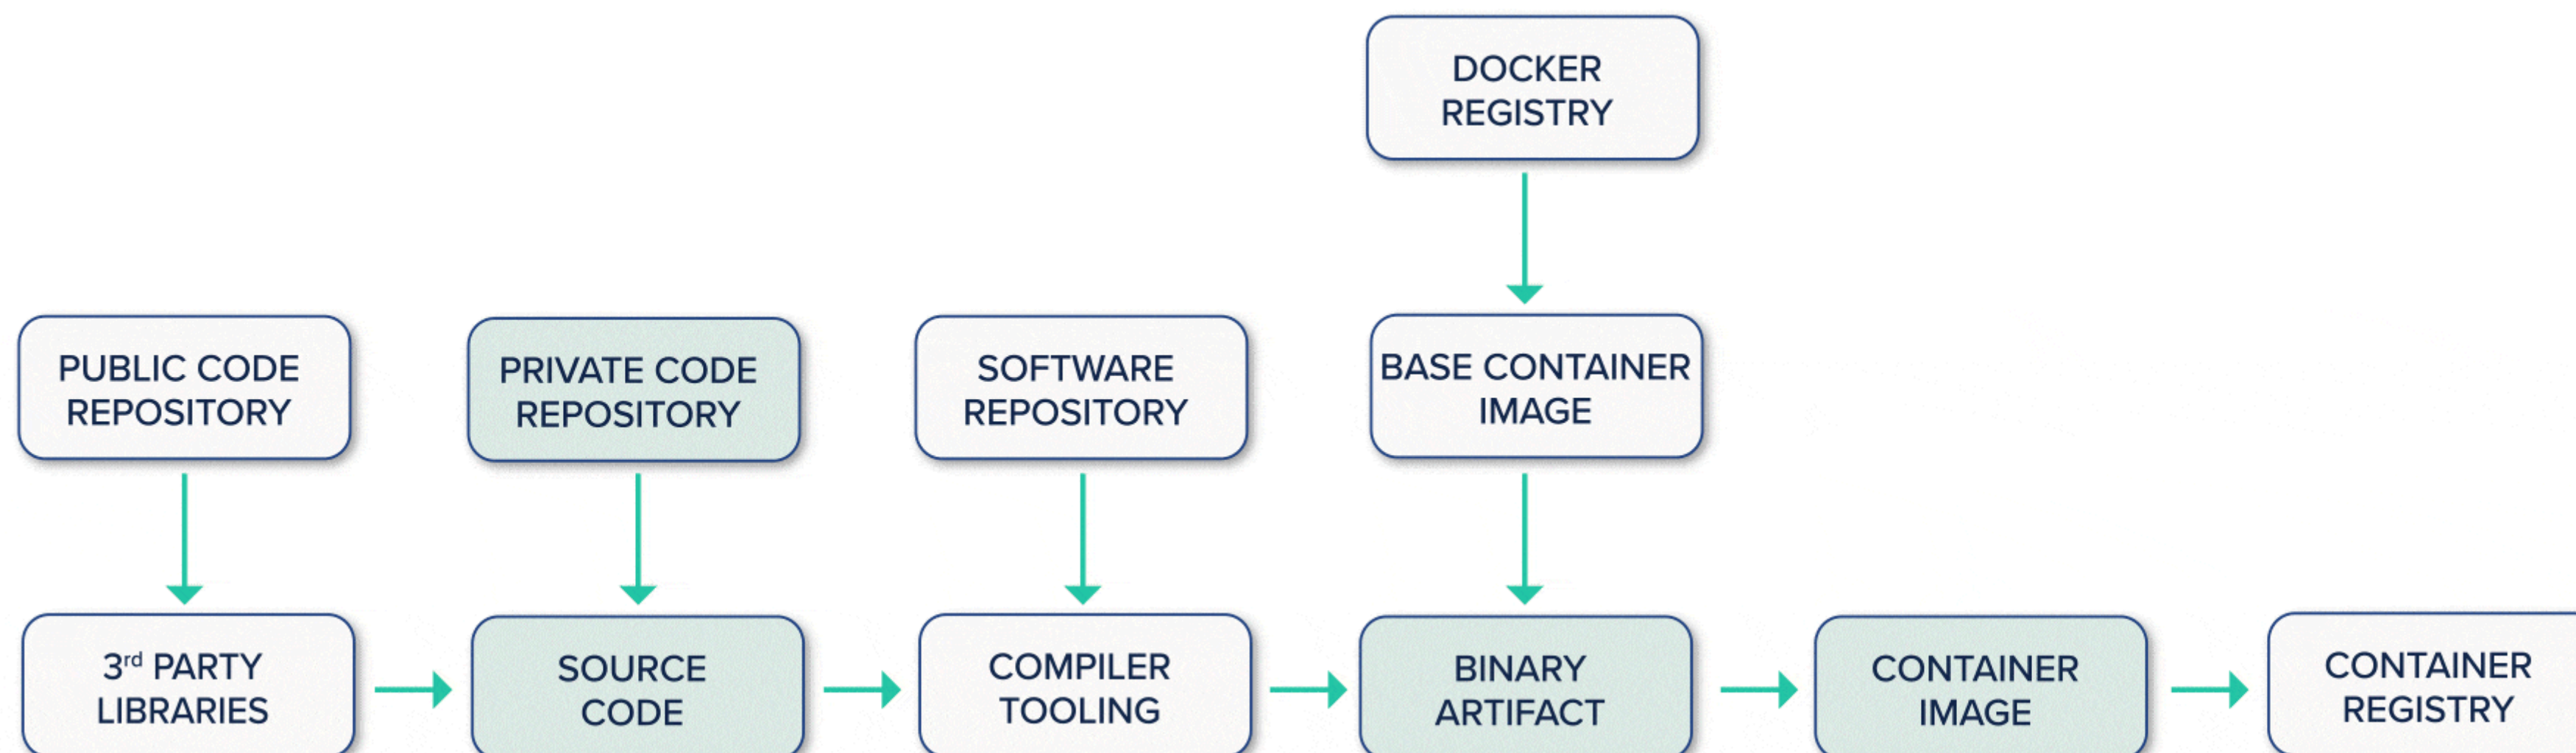 DOCKER
REGISTRY
PUBLIC CODE
REPOSITORY
PRIVATE CODE
REPOSITORY
SOFTWARE
REPOSITORY
BASE CONTAINER
IMAGE
3rd PARTY
LIBRARIES
SOURCE
CODE
COMPILER
TOOLING
BINARY
ARTIFACT
CONTAINER
IMAGE
CONTAINER
REGISTRY